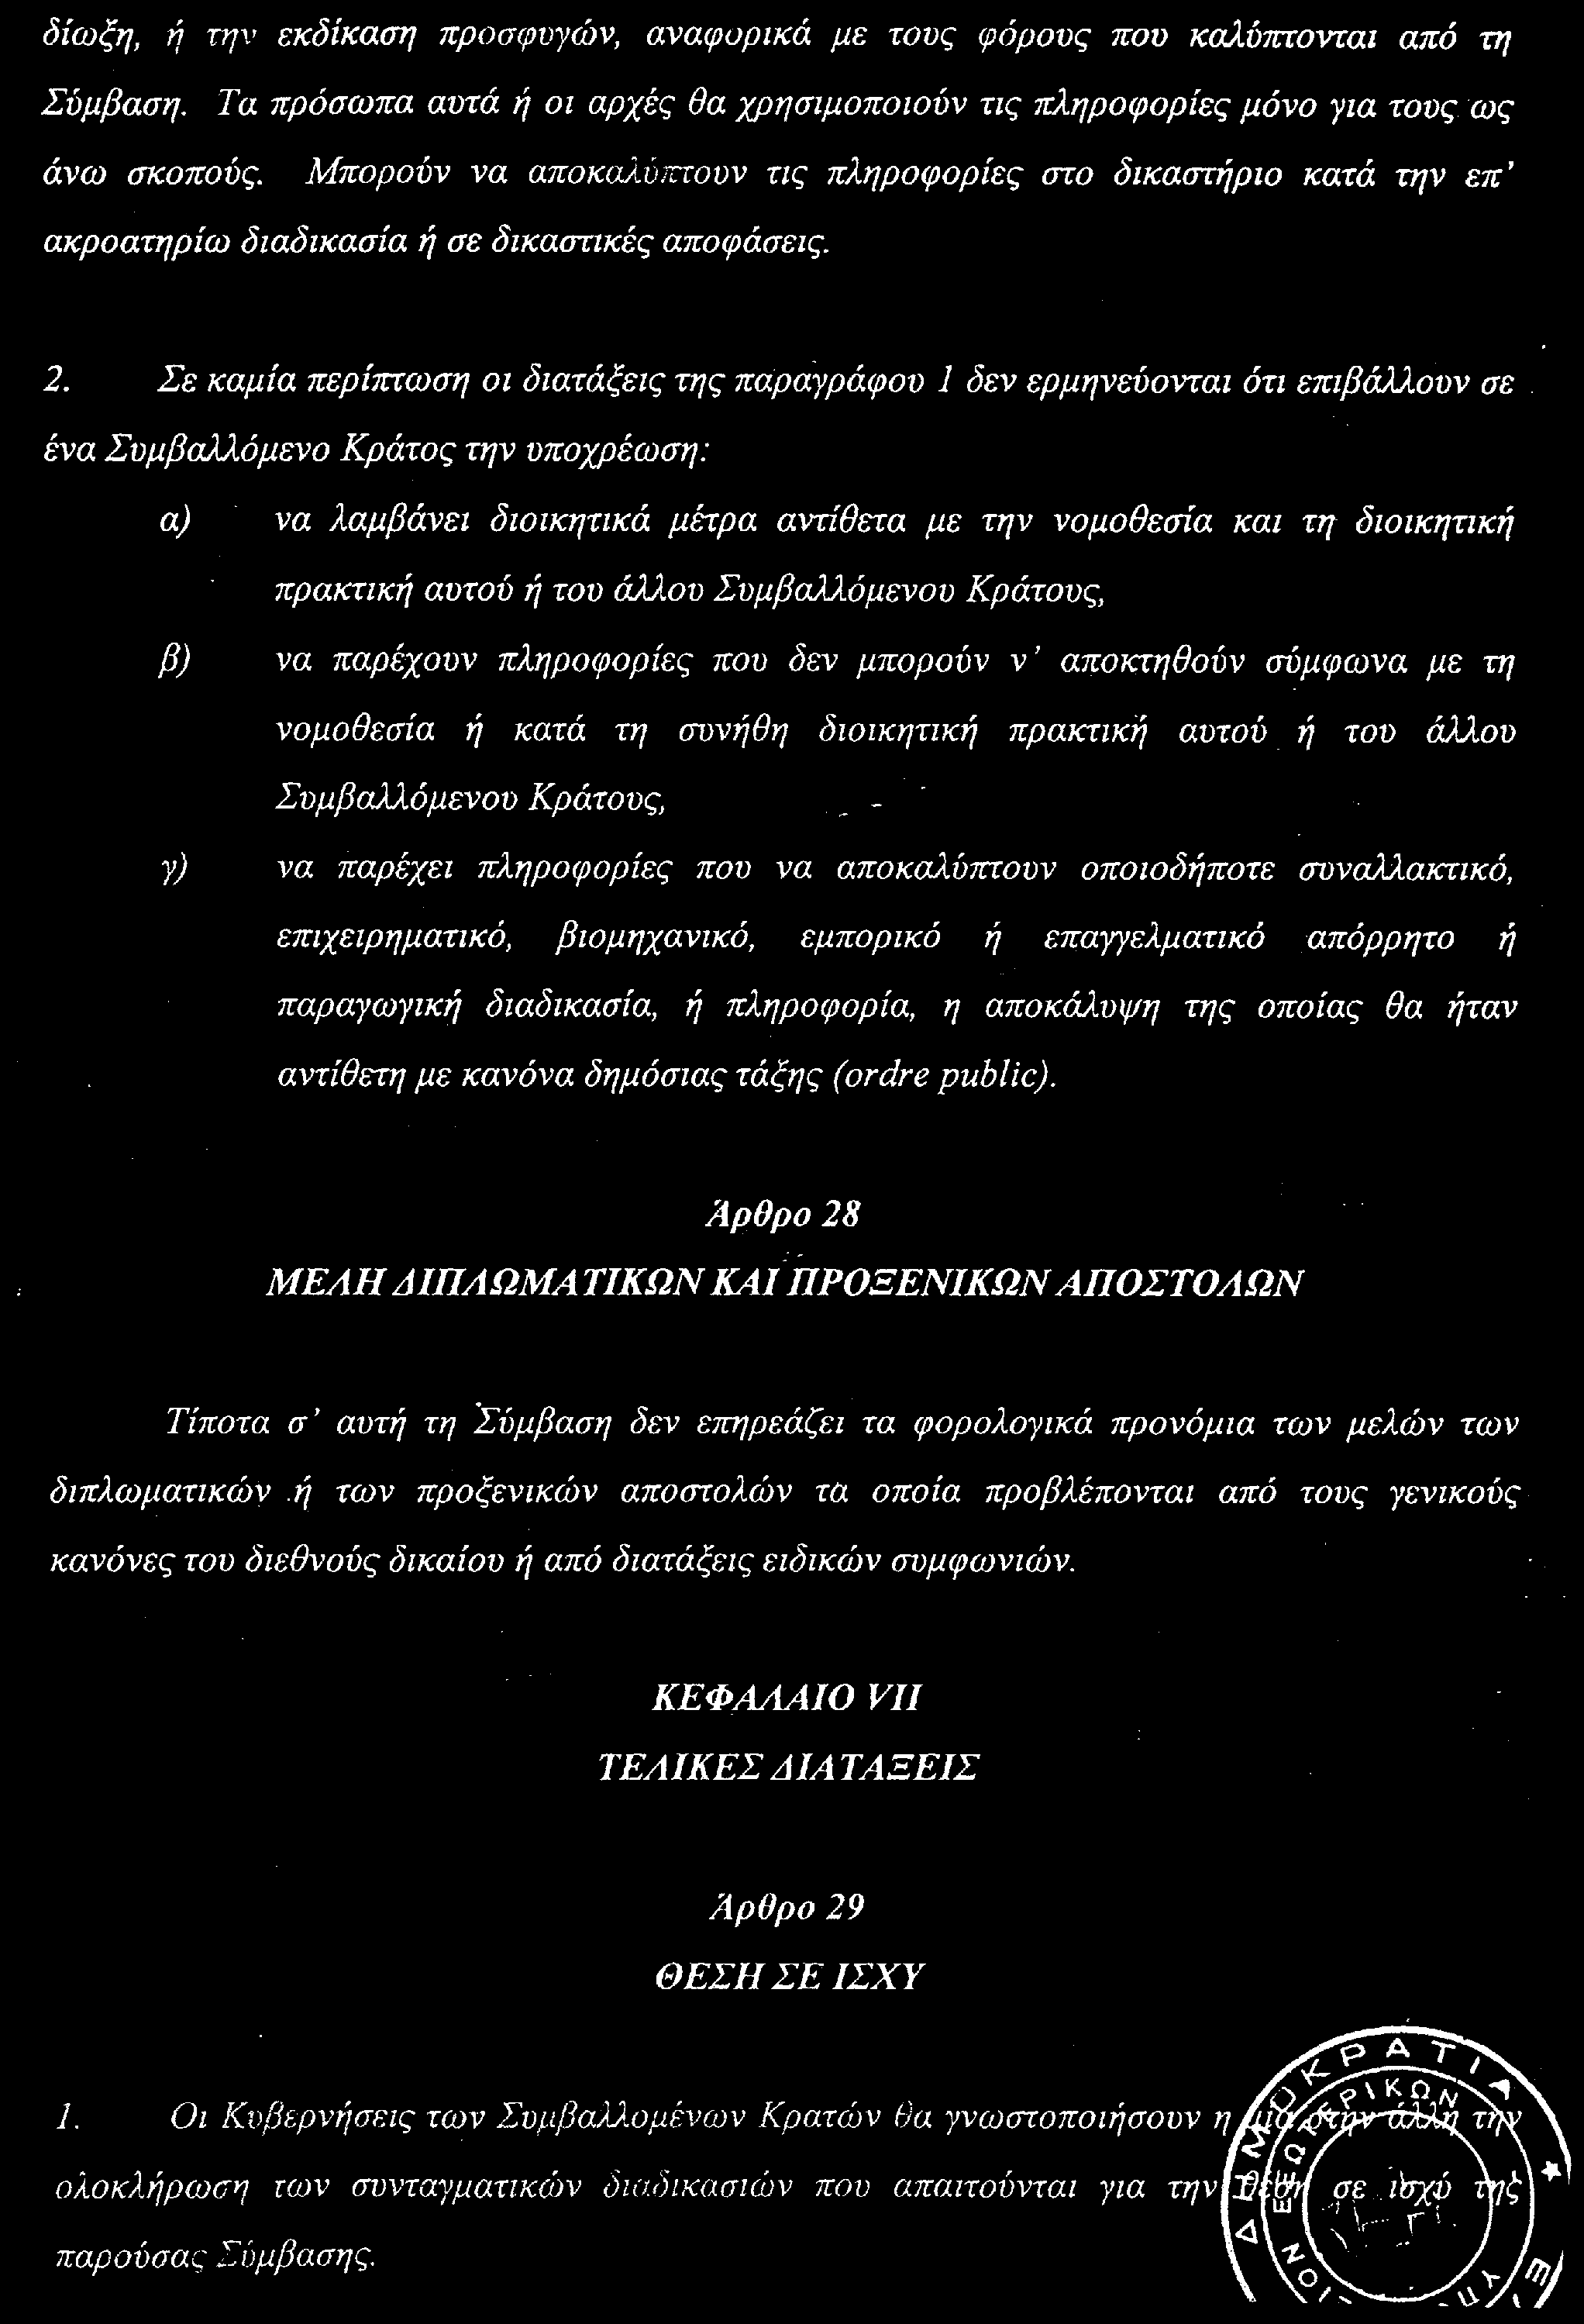 δίωξη, ή την εκδίκαση προσφυγών, αναφορικά με τους φόρους που καλύπτονται από τη
Σύμβαση. Τα πρόσωπα αυτά ή οι αρχές θα χρησιμοποιούν τις πληροφορίες μόνο για τους ως
άνω σκοπούς. Μπορούν να αποκαλύπτουν τις πληροφορίες στο δικαστήριο κατά την επ’
ακροατηρίω διαδικασία ή σε δικαστικές αποφάσεις.
2. Σε καμία περίπτωση οι διατάξεις της παραγράφου 1 δεν ερμηνεύονται ότι επιβάλλουν σε
ένα Συμβαλλόμενο Κράτος την υποχρέωση:
α) να λαμβάνει διοικητικά μέτρα αντίθετα με την νομοθεσία και τη διοικητική
πρακτική αυτού ή του άλλου Συμβαλλόμενου Κράτους,
β) να παρέχουν πληροφορίες που δεν μπορούν ν’ αποκτηθούν σύμφωνα με τη
νομοθεσία ή κατά τη συνήθη διοικητική πρακτική αυτού ή του άλλου
Συμβαλλόμενου Κράτους,
γ) να παρέχει πληροφορίες που να αποκαλύπτουν οποιοδήποτε συναλλακτικό,
επιχειρηματικό, βιομηχανικό, εμπορικό ή επαγγελματικό απόρρητο ή
παραγωγική διαδικασία, ή πληροφορία, η αποκάλυψη της οποίας θα ήταν
αντίθετη με κανόνα δημόσιας τάξης (ordre public).
Άρθρο 28
ΜΕΛΗ ΔΙΠΛΩΜΑΤΙΚΩΝ ΚΑΙ ΠΡΟΞΕΝΙΚΩΝ ΑΠΟΣΤΟΛΩΝ
Τίποτα σ’ αυτή τη Σύμβαση δεν επηρεάζει τα φορολογικά προνόμια των μελών των
διπλωματικών ή των προξενικών αποστολών τα οποία προβλέπονται από τους γενικούς
κανόνες του διεθνούς δικαίου ή από διατάξεις ειδικών συμφωνιών.
ΚΕΦΑΛΑΙΟ VII
ΤΕΛΙΚΕΣ ΔΙΑΤΑΞΕΙΣ
Άρθρο 29
ΘΕΣΗ ΣΕ ΙΣΧΥ
1. Οι Κυβερνήσεις των Συμβαλλομένων Κρατών θα γνωστοποιήσουν η μία στην άλλη την
ολοκλήρωση των συνταγματικών διαδικασιών που απαιτούνται για την θέση σε ισχύ της
παρούσας Σύμβασης.